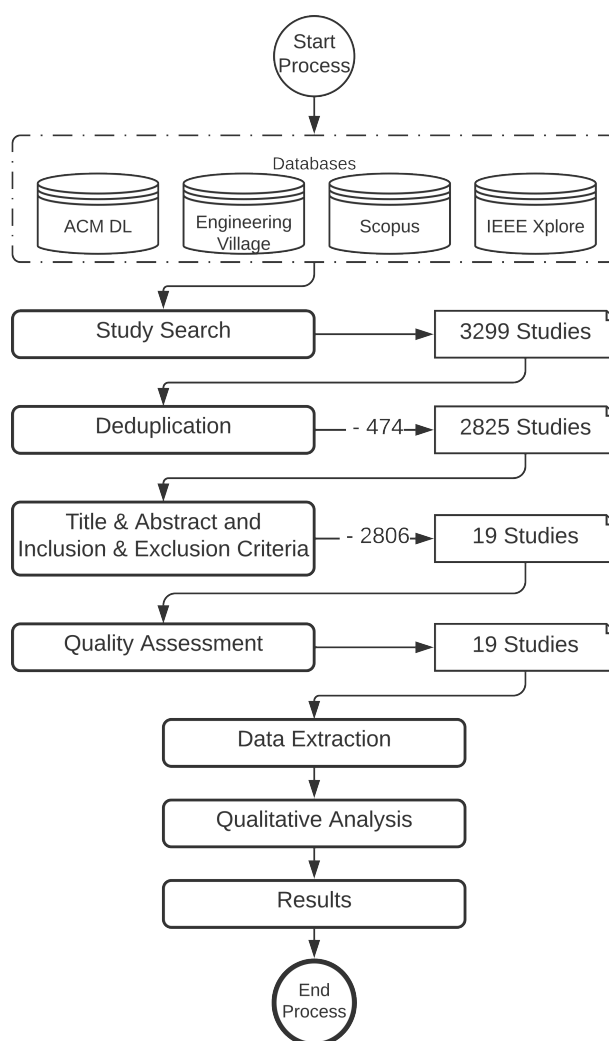 Start
Process
Databases
ACM DL
Engineering
Village
Scopus
IEEE Xplore
Study Search
3299 Studies
Deduplication
- 474
2825 Studies
Title & Abstract and
Inclusion & Exclusion Criteria
- 2806
19 Studies
Quality Assessment
19 Studies
Data Extraction
Qualitative Analysis
Results
End
Process